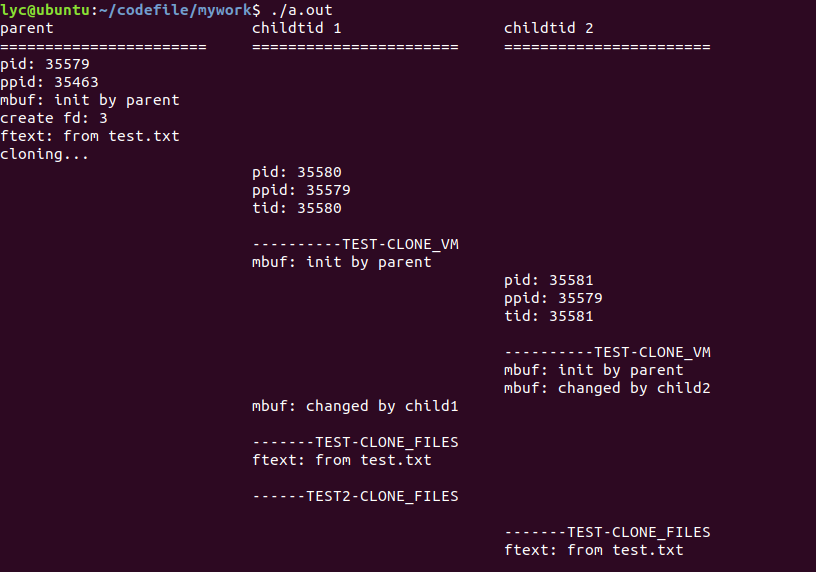 lyc@ubuntu:~/codefile/mywork$ ./a.out
parent childtid 1 childtid 2
======================= ======================= =======================
pid: 35579
ppid: 35463
mbuf: init by parent
create fd: 3
ftext: from test.txt
cloning...
pid: 35580
ppid: 35579
tid: 35580
----------TEST-CLONE_VM
mbuf: init by parent
pid: 35581
ppid: 35579
tid: 35581
----------TEST-CLONE_VM
mbuf: init by parent
mbuf: changed by child2
mbuf: changed by child1
-------TEST-CLONE_FILES
ftext: from test.txt
------TEST2-CLONE_FILES
-------TEST-CLONE_FILES
ftext: from test.txt